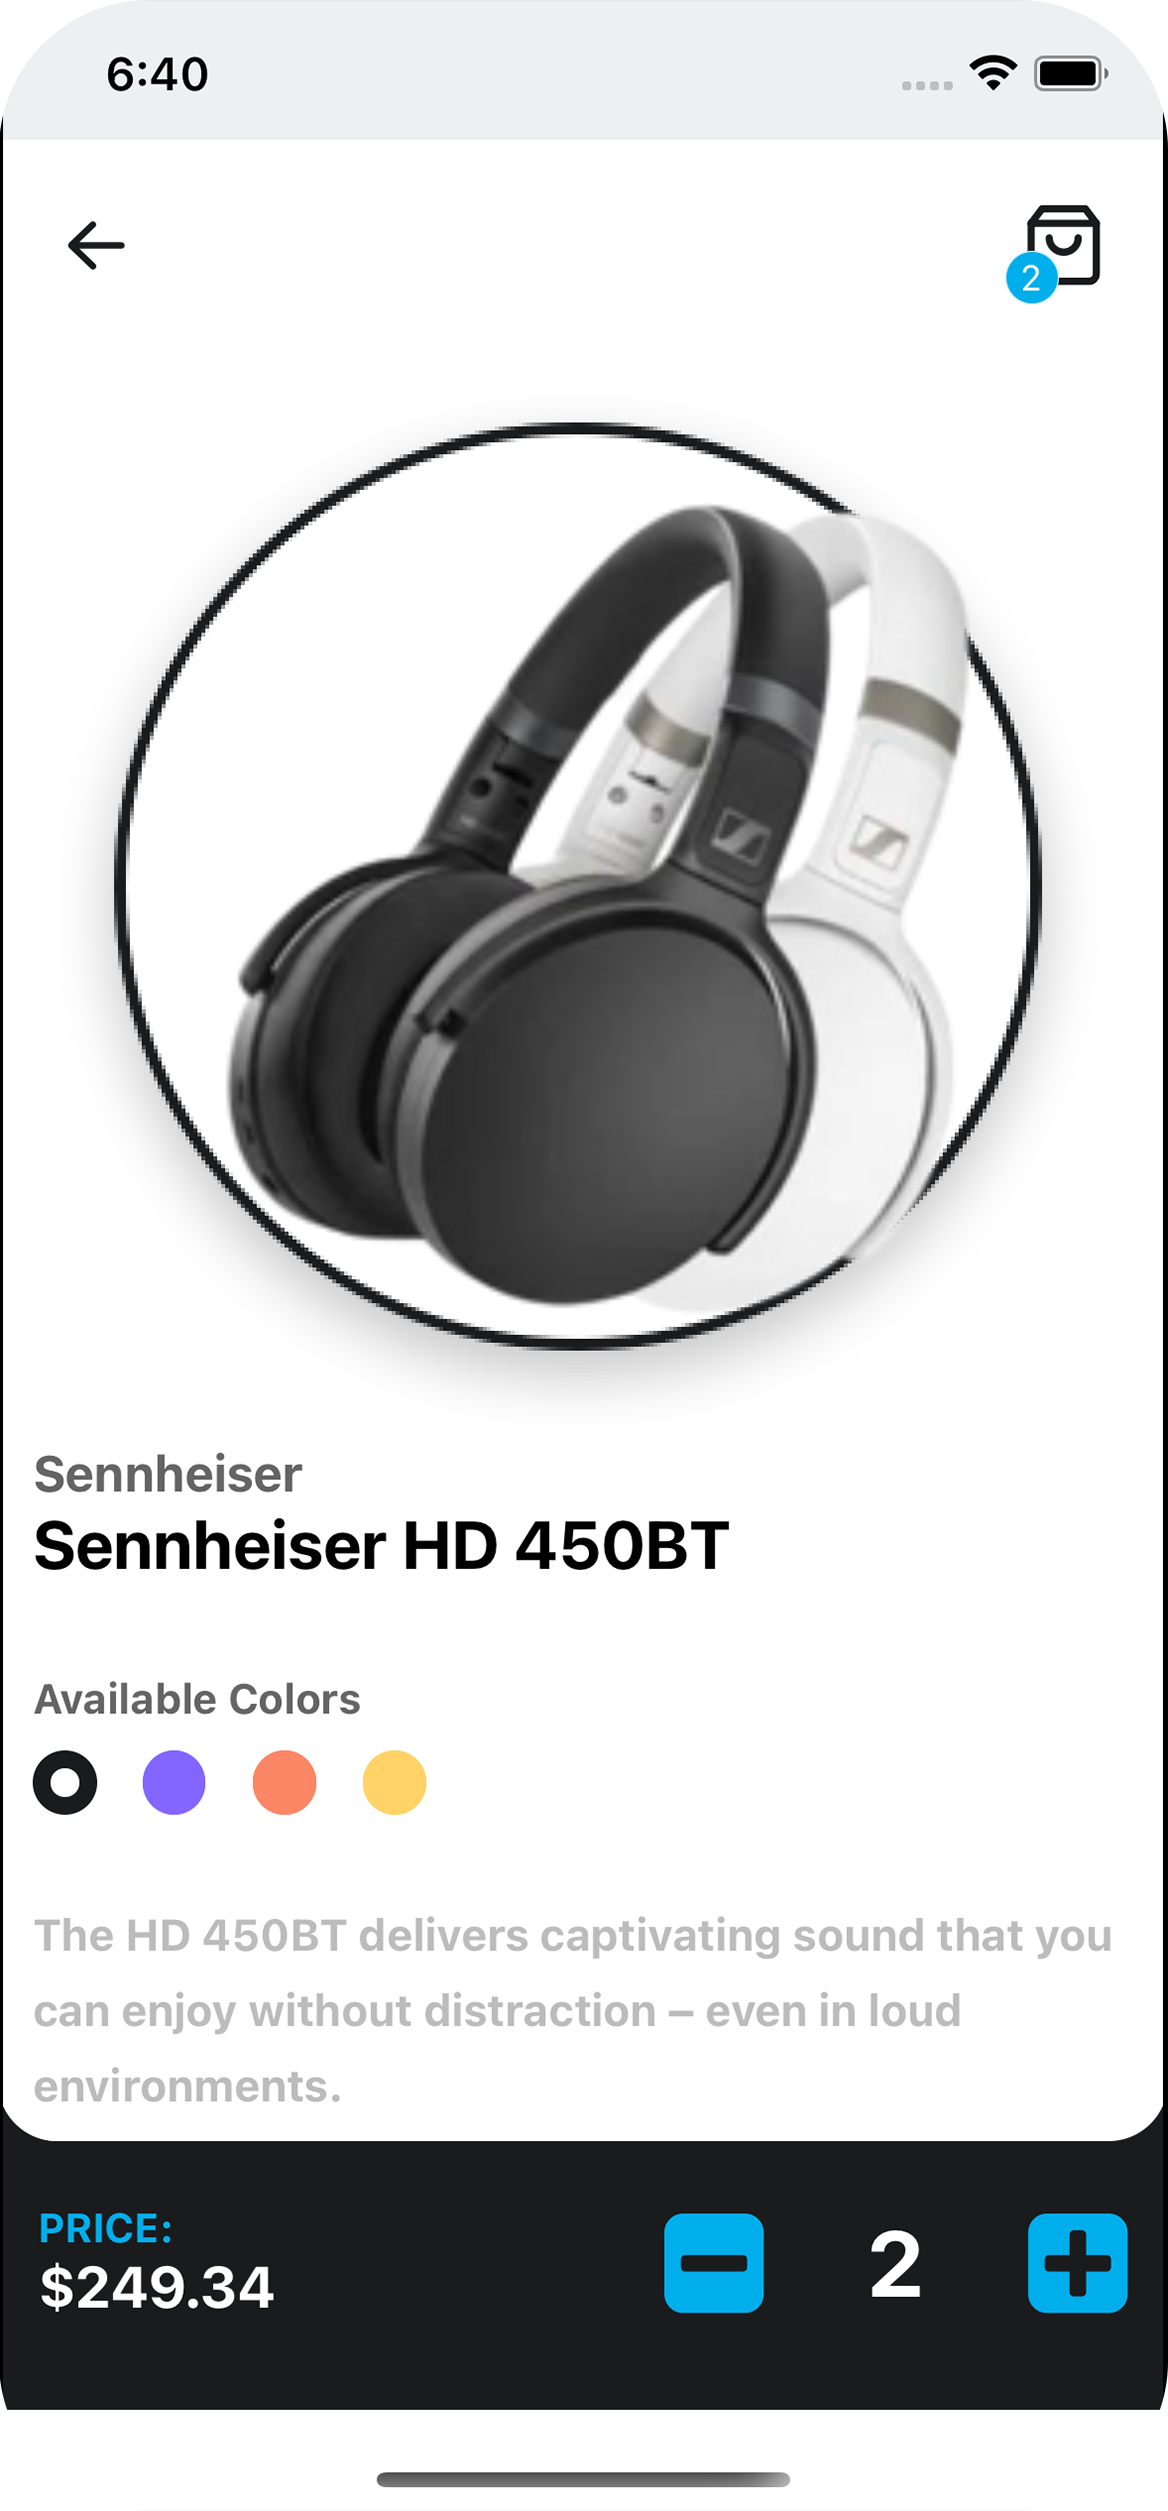 6:40
2
Sennheiser
Sennheiser HD 450BT
Available Colors
The HD 450BT delivers captivating sound that you
can enjoy without distraction – even in loud
environments.
PRICE:
$249.34
2